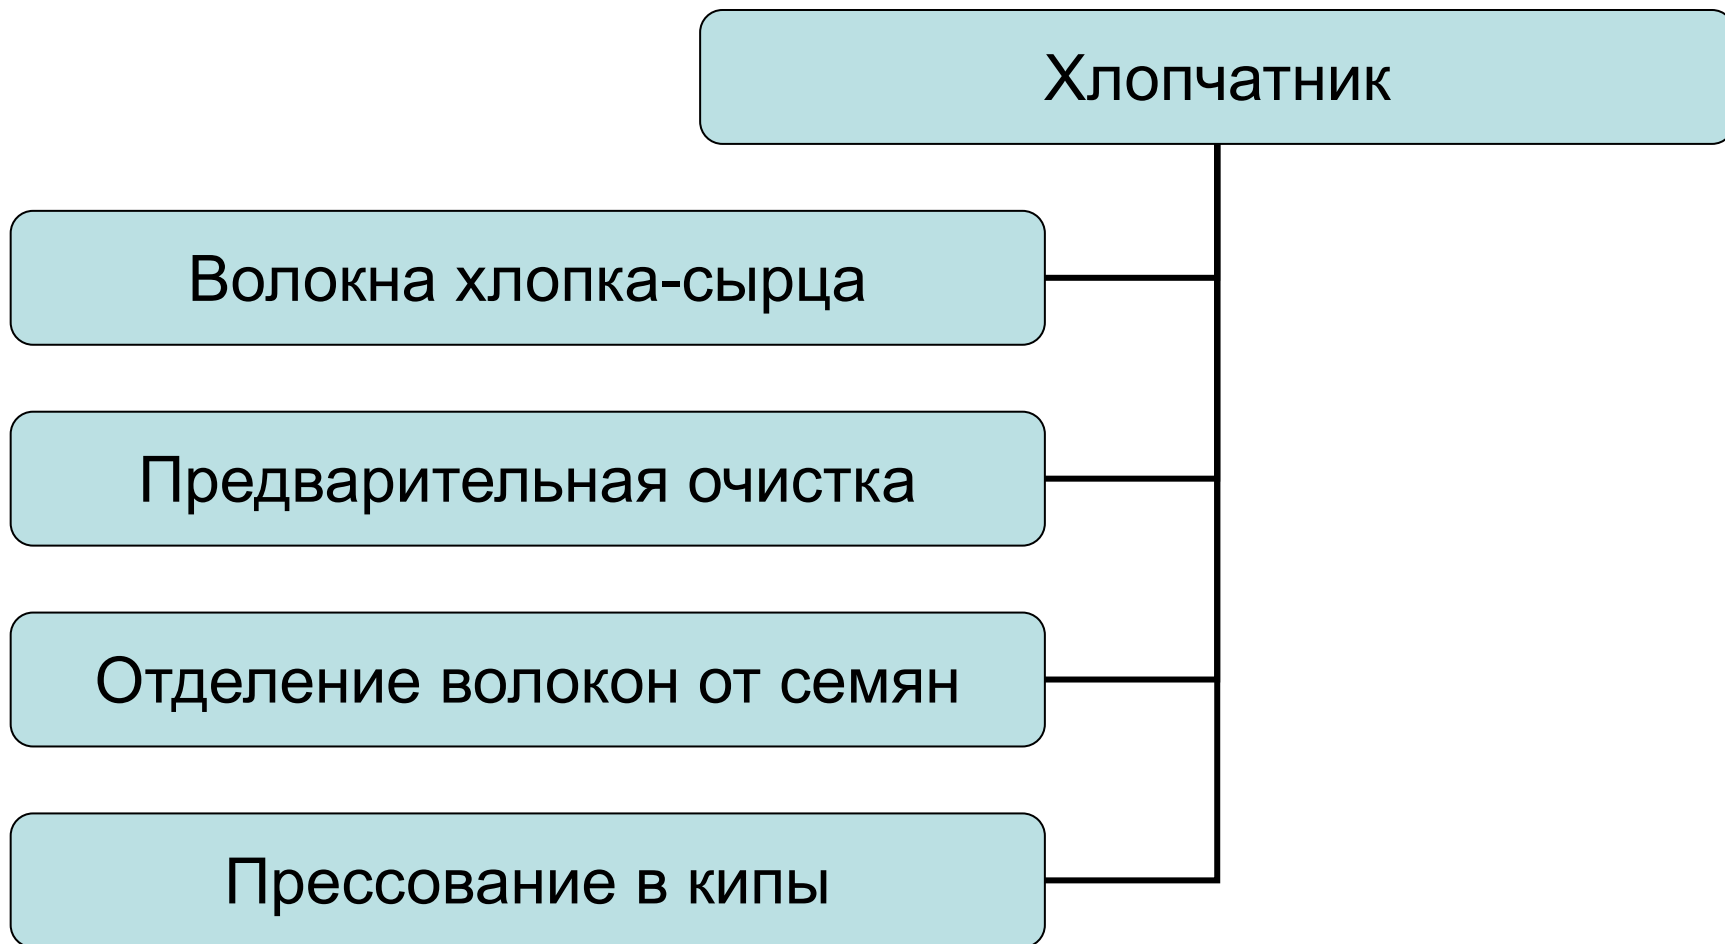 Хлопчатник
Волокна хлопка-сырца
Предварительная очистка
Отделение волокон от семян
Прессование в кипы